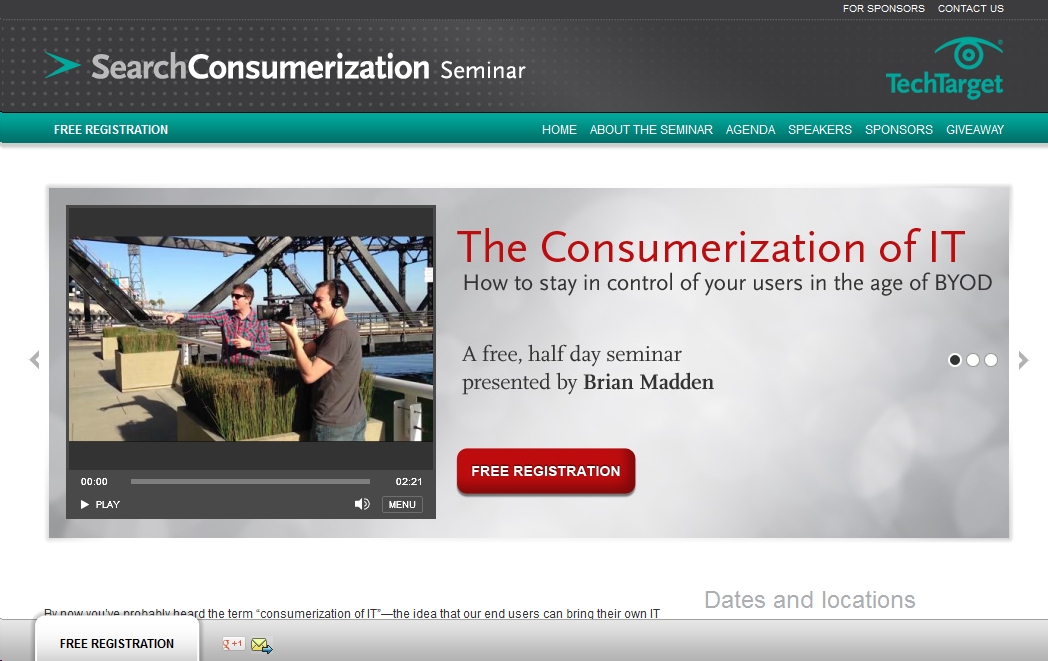 FOR SPONSORS CONTACT US
SearchConsumerization Seminar
TechTarget
FREE REGISTRATION
HOME ABOUT THE SEMINAR AGENDA SPEAKERS SPONSORS GIVEAWAY
The Consumerization of IT
How to stay in control of your users in the age of BYOD
A free, half day seminar
presented by Brian Madden
FREE REGISTRATION
00:00 02:21
PLAY MENU
Dates and locations
By now you've probably heard the term “consumerization of IT”—the idea that our end users can bring their own IT
FREE REGISTRATION
g +1